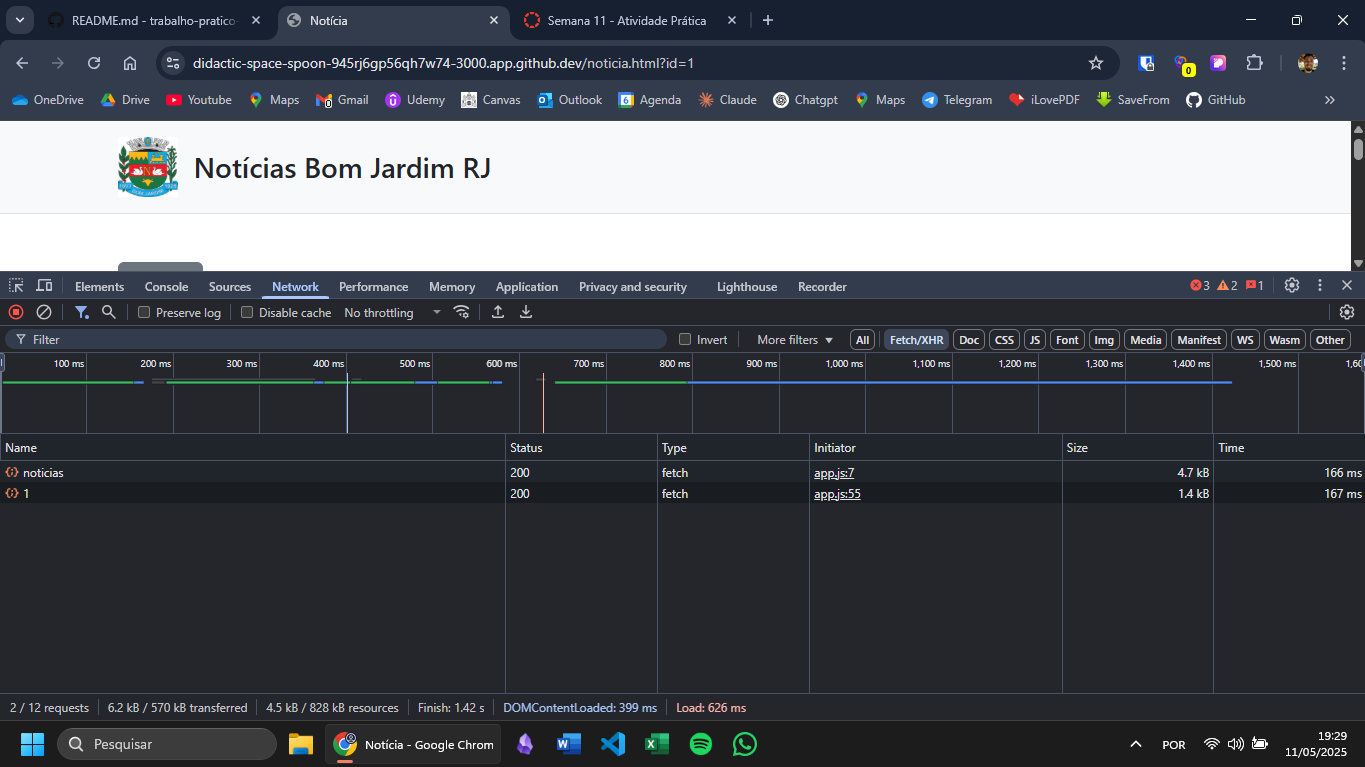 README.md - trabalho-pratico-
Notícia
Semana 11 - Atividade Prática
didactic-space-spoon-945rj6gp56qh7w74-3000.app.github.dev/noticia.html?id=1
0
OneDrive Drive Youtube Maps Gmail Udemy Canvas Outlook Agenda Claude Chatgpt Maps Telegram iLovePDF SaveFrom GitHub
Notícias Bom Jardim RJ
Elements Console Sources Network Performance Memory Application Privacy and security Lighthouse Recorder 3 2 1
Preserve log Disable cache No throttling
Filter Invert More filters All Fetch/XHR Doc CSS JS Font Img Media Manifest WS Wasm Other
100 ms 200 ms 300 ms 400 ms 500 ms 600 ms 700 ms 800 ms 900 ms 1,000 ms 1,100 ms 1,200 ms 1,300 ms 1,400 ms 1,500 ms 1,60
Name Status Type Initiator Size Time
noticias 200 fetch app.js:7 4.7 kB 166 ms
1 200 fetch app.js:55 1.4 kB 167 ms
2 / 12 requests 6.2 kB / 570 kB transferred 4.5 kB / 828 kB resources Finish: 1.42 s DOMContentLoaded: 399 ms Load: 626 ms
Pesquisar
Notícia - Google Chrom
POR
19:29
11/05/2025